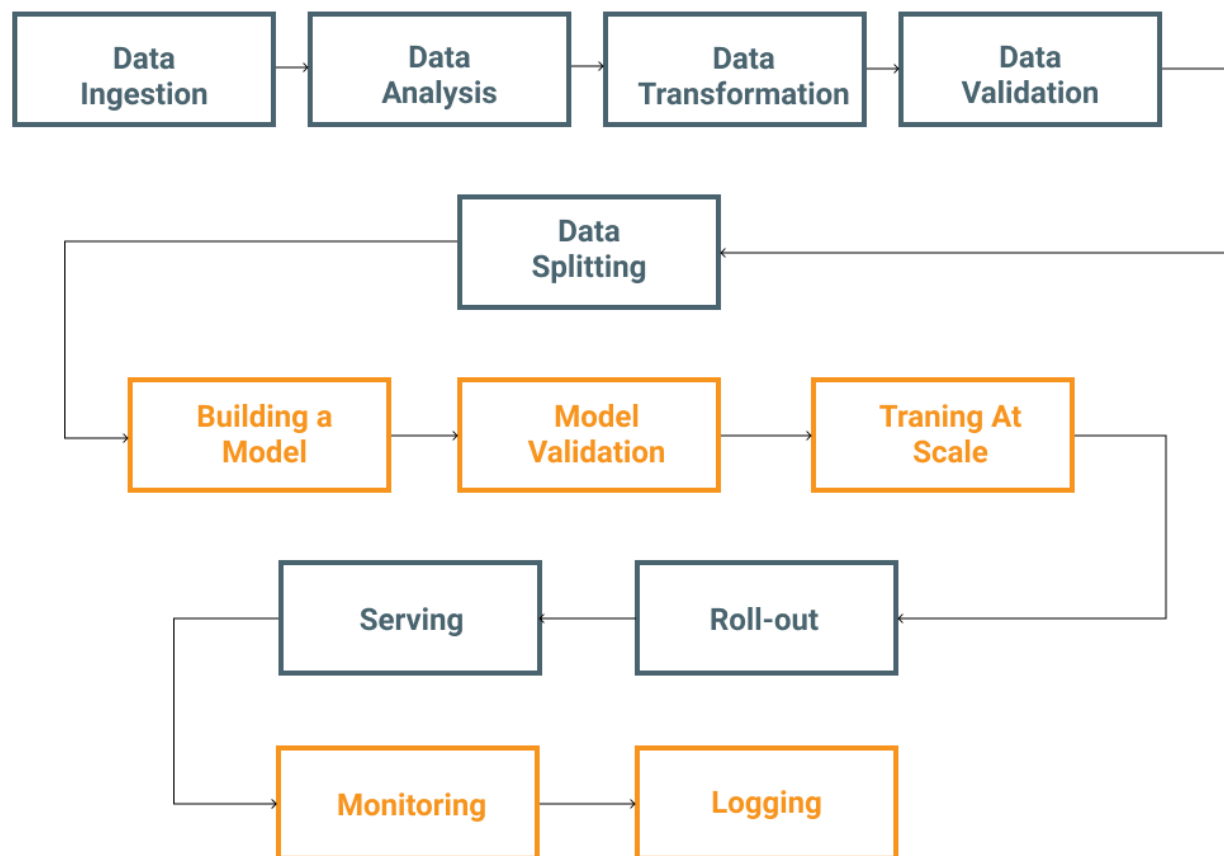 Data
Ingestion
Data
Analysis
Data
Transformation
Data
Validation
Data
Splitting
Building a
Model
Model
Validation
Traning At
Scale
Serving
Roll-out
Monitoring
Logging